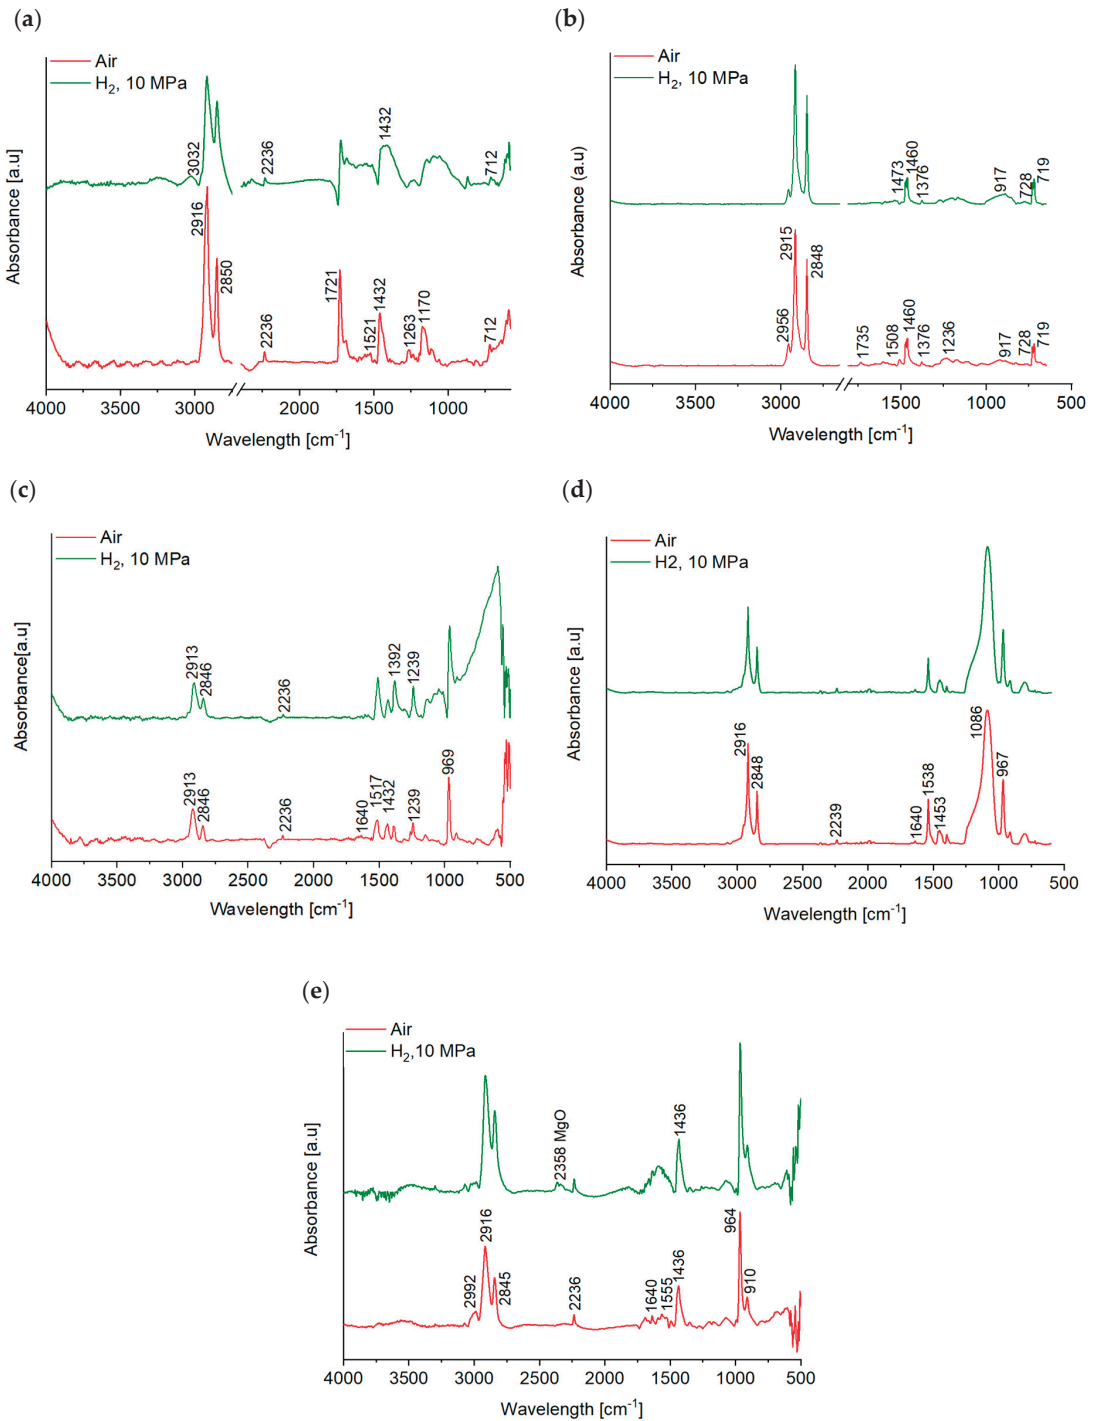 (a)
Air
H2, 10 MPa
Absorbance [a.u]
3032
2236
1432
712
2916
2850
2236
1721
1521
1432
1263
1170
712
4000 3000 2000 1500 1000
Wavelength [cm-1]
(b)
Air
H2, 10 MPa
Absorbance (a.u)
1473
1460
1376
917
728
719
2956
2915
2848
1735
1508
1460
1376
1236
917
728
719
4000 3500 3000 1500 1000 500
Wavelength [cm-1]
(c)
Air
H2, 10 MPa
Absorbance[a.u]
2913
2846
2236
1392
1239
2913
2846
2236
1640
1517
1432
1239
969
4000 3500 3000 2500 2000 1500 1000 500
Wavelength [cm-1]
(d)
Air
H2, 10 MPa
Absorbance [a.u]
2916
2848
2239
1640
1538
1453
1086
967
4000 3500 3000 2500 2000 1500 1000 500
Wavelength [cm-1]
(e)
Air
H2,10 MPa
Absorbance [a.u]
2358 MgO
1436
2992
2916
2845
2236
1640
1555
1436
964
910
4000 3500 3000 2500 2000 1500 1000 500
Wavelength [cm-1]